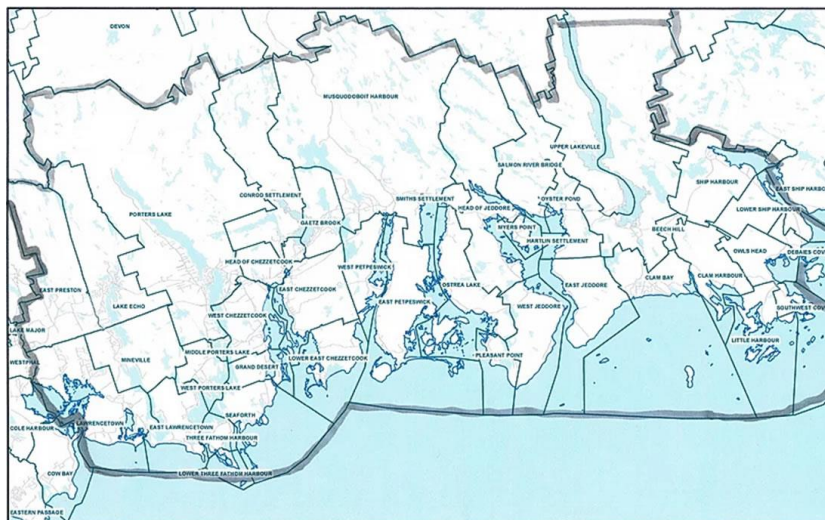 DEVON
MUSQUODOBOIT HARBOUR
UPPER LAKEVILLE
SALMON RIVER BRIDGE
SHIP HARBOUR
EAST SHIP HARBO
CONROD SETTLEMENT
SMITHS SETTLEMENT
OYSTER POND
HEAD OF JEDDORE
LOWER SHIP HARBOUR
PORTERS LAKE
GAETZ BROOK
MYERS POINT
BEECH HILL
HARTLIN SETTLEMENT
OWLS HEAD
DEBAIES COV
HEAD OF CHEZZETCOOK
WEST PETPESWICK
CLAM BAY
CLAM HARBOUR
EAST PRESTON
EAST CHEZZETCOOK
OSTREA LAKE
EAST JEDDORE
EAST PETPESWICK
LAKE ECHO
WEST JEDDORE
SOUTHWEST COV
WEST CHEZZETCOOK
LAKE MAJOR
LITTLE HARBOUR
MIDDLE PORTERS LAKE
PLEASANT POINT
WESTPHAL
MINEVILLE
LOWER EAST CHEZZETCOOK
GRAND DESERT
WEST PORTERS LAKE
SEAFORTH
LAWRENCETOWN
COLE HARBOUR
EAST LAWRENCETOWN
THREE FATHOM HARBOUR
COW BAY
LOWER THREE FATHOM HARBOUR
EASTERN PASSAGE